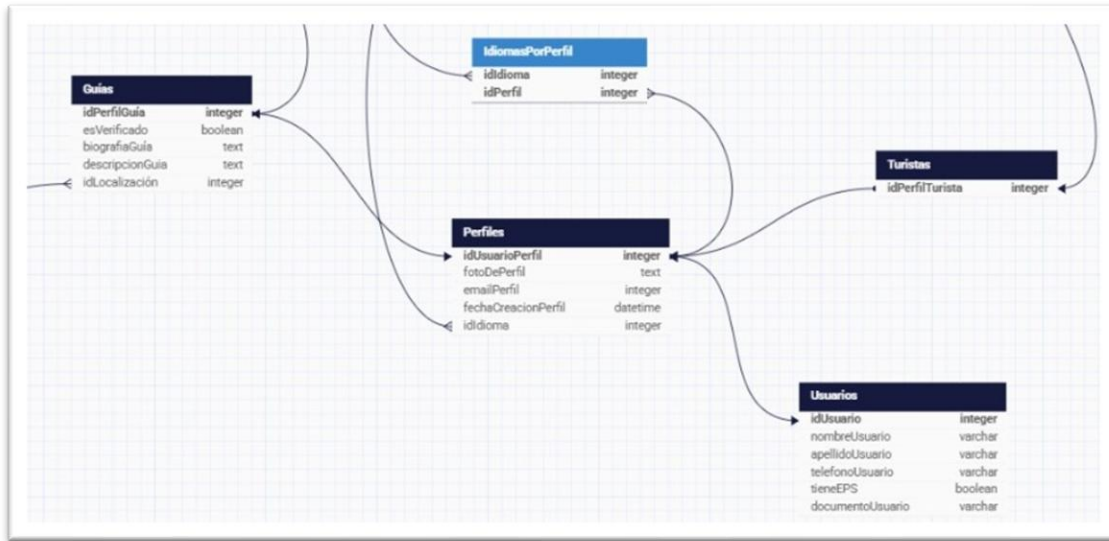 IdiomasPorPerfil
idIdioma integer
idPerfil integer
Guías
idPerfilGuía integer
esVerificado boolean
biografiaGuía text
descripcionGuia text
idLocalización integer
Turistas
idPerfilTurista integer
Perfiles
idUsuarioPerfil integer
fotoDePerfil text
emailPerfil integer
fechaCreacionPerfil datetime
idIdioma integer
Usuarios
idUsuario integer
nombreUsuario varchar
apellidoUsuario varchar
telefonoUsuario varchar
tieneEPS boolean
documentoUsuario varchar